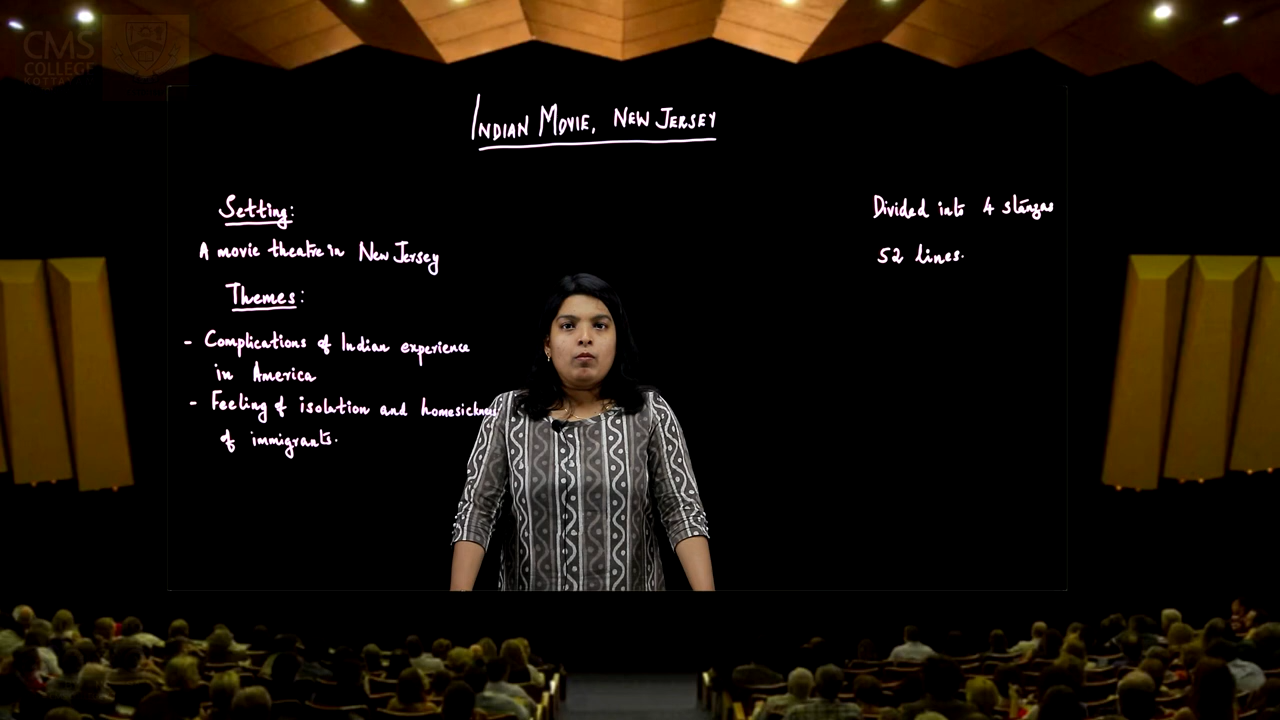 CMS
COLLEGE
KOTTAYAM
INDIAN MOVIE, NEW JERSEY
Setting:
A movie theatre in New Jersey
Themes:
- Complications of Indian experience
in America
- Feeling of isolation and homesickness
of immigrants.
Divided into 4 stanzas
52 lines.